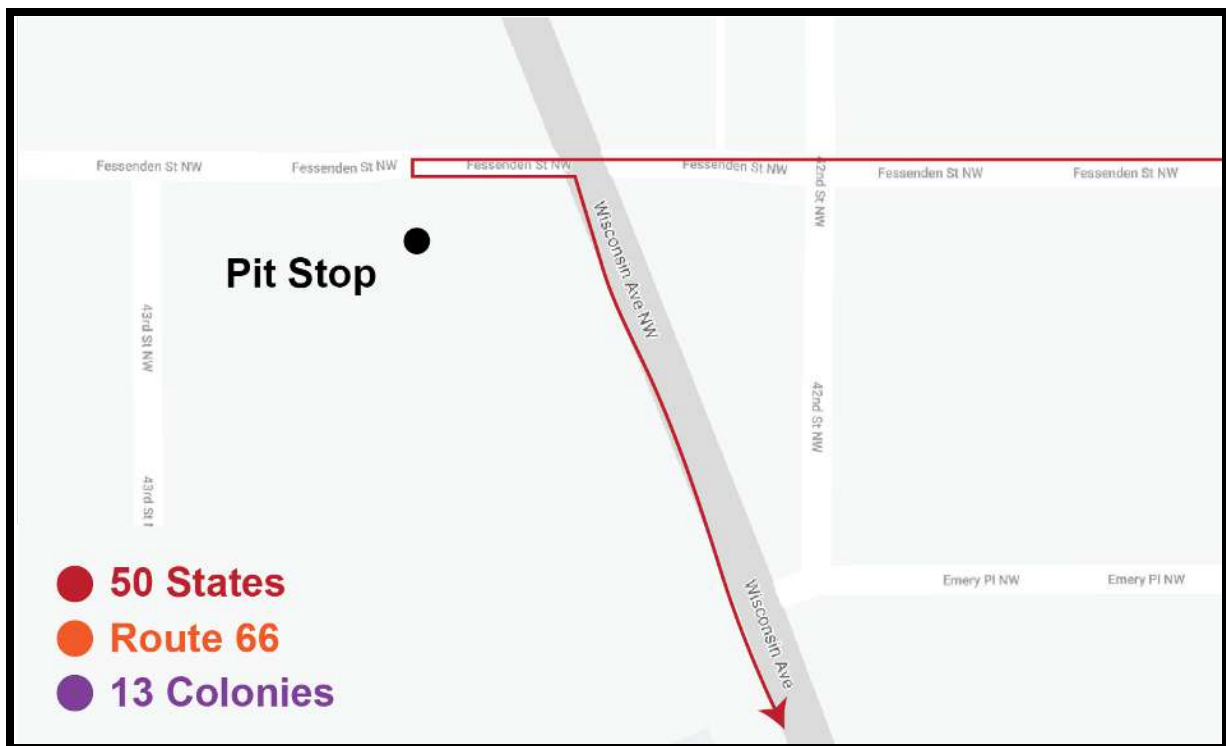 Fessenden St NW
Fessenden St NW
Fessenden St NW
Fessenden St NW
Fessenden St NW
Fessenden St NW
42nd St NW
Wisconsin Ave NW
Pit Stop
43rd St NW
42nd St NW
43rd St N
Wisconsin Ave
Emery Pl NW
Emery Pl NW
50 States
Route 66
13 Colonies